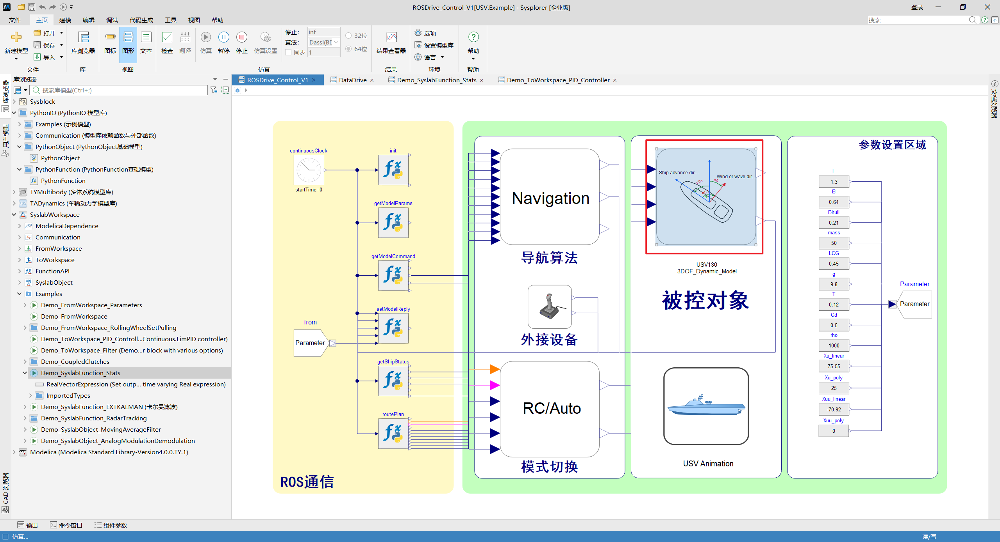 ROSDrive_Control_V1[USV.Example] - Sysplorer [企业版]
登录
文件 主页 建模 编辑 调试 代码生成 工具 视图 帮助
搜索
新建模型
打开
保存
导入
文件
库浏览器
库
图标
图形
文本
视图
检查
翻译
仿真
暂停
停止
仿真设置
停止: inf
算法: Dassl(BD
同步 1
32位
64位
仿真
结果查看器
结果
选项
设置模型库
语言
环境
帮助
帮助
库浏览器
用户模型
CAD 浏览器
库浏览器
搜索库模型(Ctrl+;)
Sysblock
PythonIO (PythonIO 模型库)
Examples (示例模型)
Communication (模型库依赖函数与外部函数)
PythonObject (PythonObject基础模型)
PythonObject
PythonFunction (PythonFunction基础模型)
PythonFunction
TYMultibody (多体系统模型库)
TADynamics (车辆动力学模型库)
SyslabWorkspace
ModelicaDependence
Communication
FromWorkspace
ToWorkspace
FunctionAPI
SyslabObject
Examples
Demo_FromWorkspace_Parameters
Demo_FromWorkspace
Demo_FromWorkspace_RollingWheelSetPulling
Demo_ToWorkspace_PID_Controll...Continuous.LimPID controller)
Demo_ToWorkspace_Filter (Demo...r block with various options)
Demo_CoupledClutches
Demo_SyslabFunction_Stats
RealVectorExpression (Set outp... time varying Real expression)
ImportedTypes
Demo_SyslabFunction_EXTKALMAN (卡尔曼滤波)
Demo_SyslabFunction_RadarTracking
Demo_SyslabObject_MovingAverageFilter
Demo_SyslabObject_AnalogModulationDemodulation
Modelica (Modelica Standard Library-Version4.0.0.TY.1)
ROSDrive_Control_V1
DataDrive
Demo_SyslabFunction_Stats
Demo_ToWorkspace_PID_Controller
文档浏览器
continuousClock
startTime=0
init
getModelParams
getModelCommand
setModelReply
from
Parameter
getShipStatus
routePlan
ROS通信
Navigation
导航算法
外接设备
RC/Auto
模式切换
Ship advance dir...
Wind or wave dir...
USV130
3DOF_Dynamic_Model
被控对象
USV Animation
参数设置区域
L
1.3
B
0.64
Bhull
0.21
mass
50
LCG
0.45
g
9.8
T
0.12
Cd
0.5
rho
1000
Xu_linear
75.55
Xu_poly
25
Xuu_linear
-70.92
Xuu_poly
0
Parameter
Parameter
输出
命令窗口
组件参数
仿真...
读/写